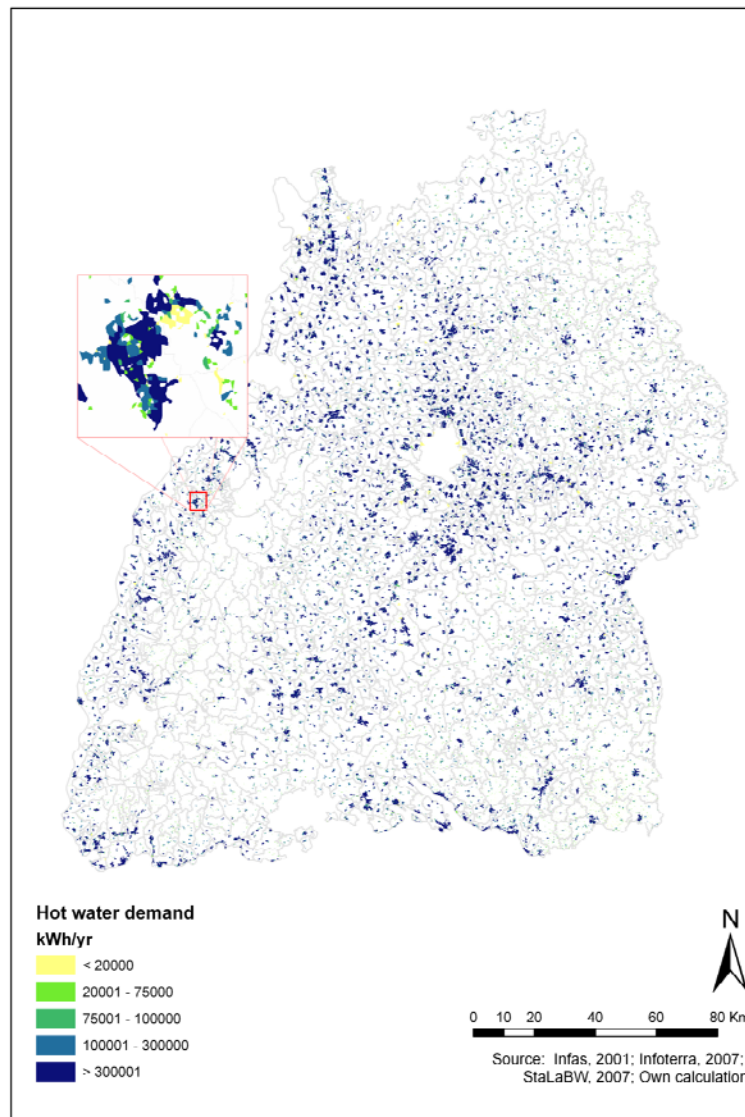 Hot water demand
kWh/yr
< 20000
20001 - 75000
75001 - 100000
100001 - 300000
> 300001
N
0 10 20 40 60 80 Km
Source: Infas, 2001; Infoterra, 2007;
StaLaBW, 2007; Own calculation